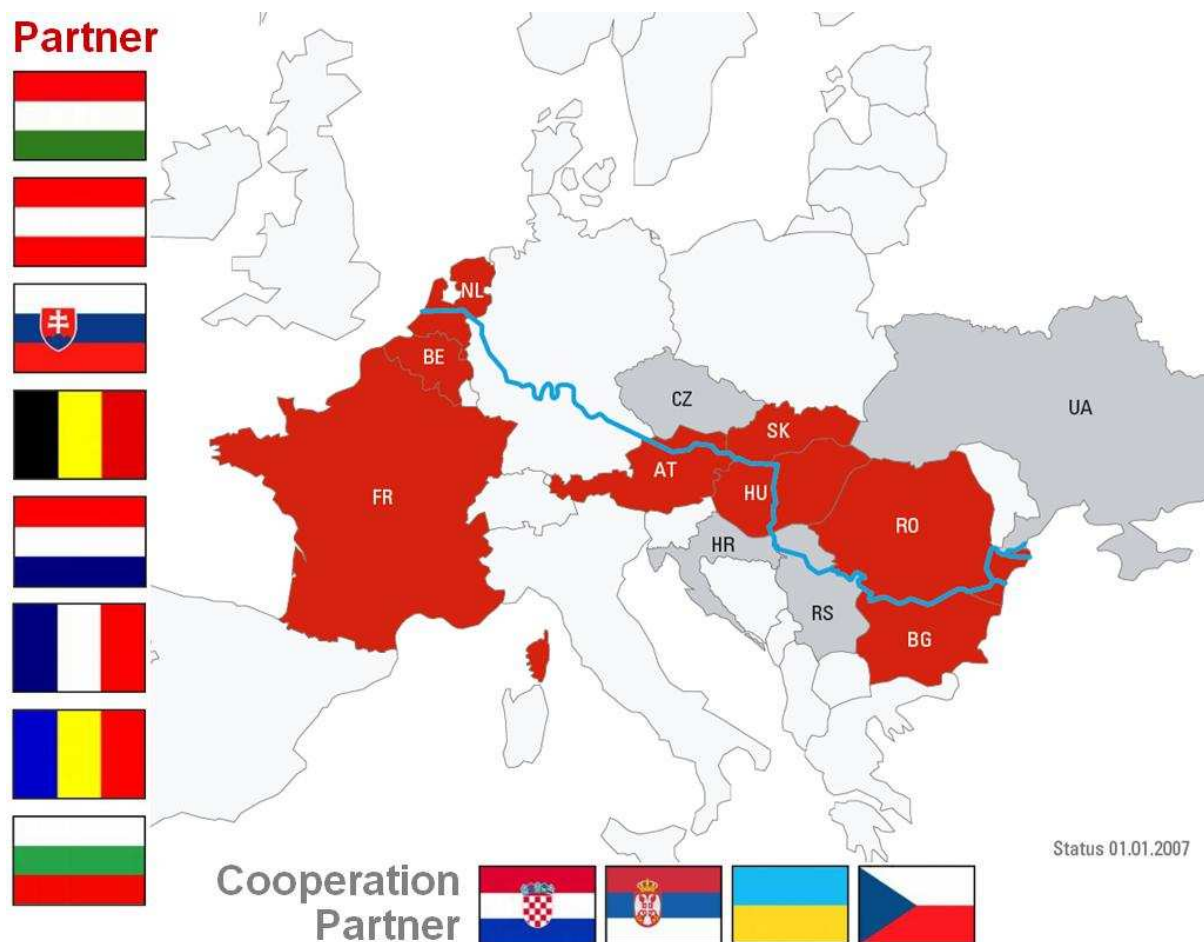 Partner
NL
BE
CZ
UA
SK
AT
FR
HU
RO
HR
RS
BG
Status 01.01.2007
Cooperation
Partner